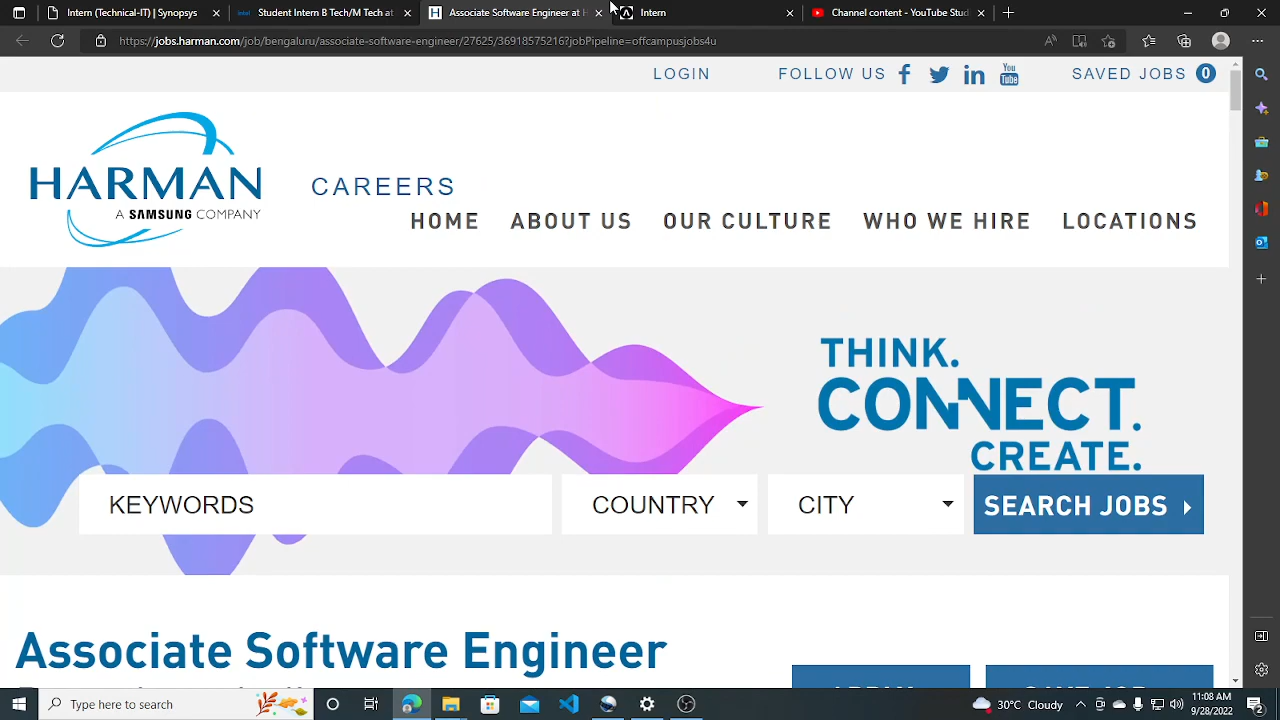 Intern (Technical-IT) | Synopsys
Student Intern B Tech/M Tech at
Associate Software Engineer at H
Intern
Channel content - YouTube Stud
https://jobs.harman.com/job/bengaluru/associate-software-engineer/27625/36918575216?jobPipeline=offcampusjobs4u
LOGIN
FOLLOW US
You
Tube
SAVED JOBS 0
HARMAN
A SAMSUNG COMPANY
CAREERS
HOME
ABOUT US
OUR CULTURE
WHO WE HIRE
LOCATIONS
THINK.
CONNECT.
CREATE.
KEYWORDS
COUNTRY
CITY
SEARCH JOBS
Associate Software Engineer
Type here to search
30°C Cloudy
11:08 AM
9/28/2022
2